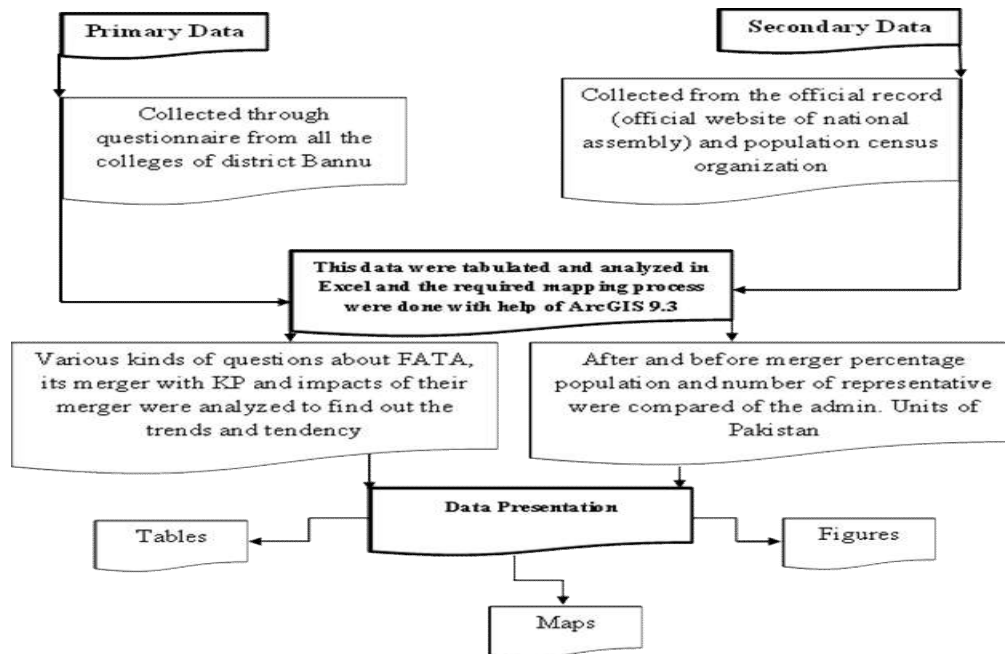 Primary Data
Secondary Data
Collected through
questionnaire from all the
colleges of district Bannu
Collected from the official record
(official website of national
assembly) and population census
organization
This data were tabulated and analyzed in
Excel and the required mapping process
were done with help of ArcGIS 9.3
Various kinds of questions about FATA,
its merger with KP and impacts of their
merger were analyzed to find out the
trends and tendency
After and before merger percentage
population and number of representative
were compared of the admin. Units of
Pakistan
Data Presentation
Tables
Figures
Maps